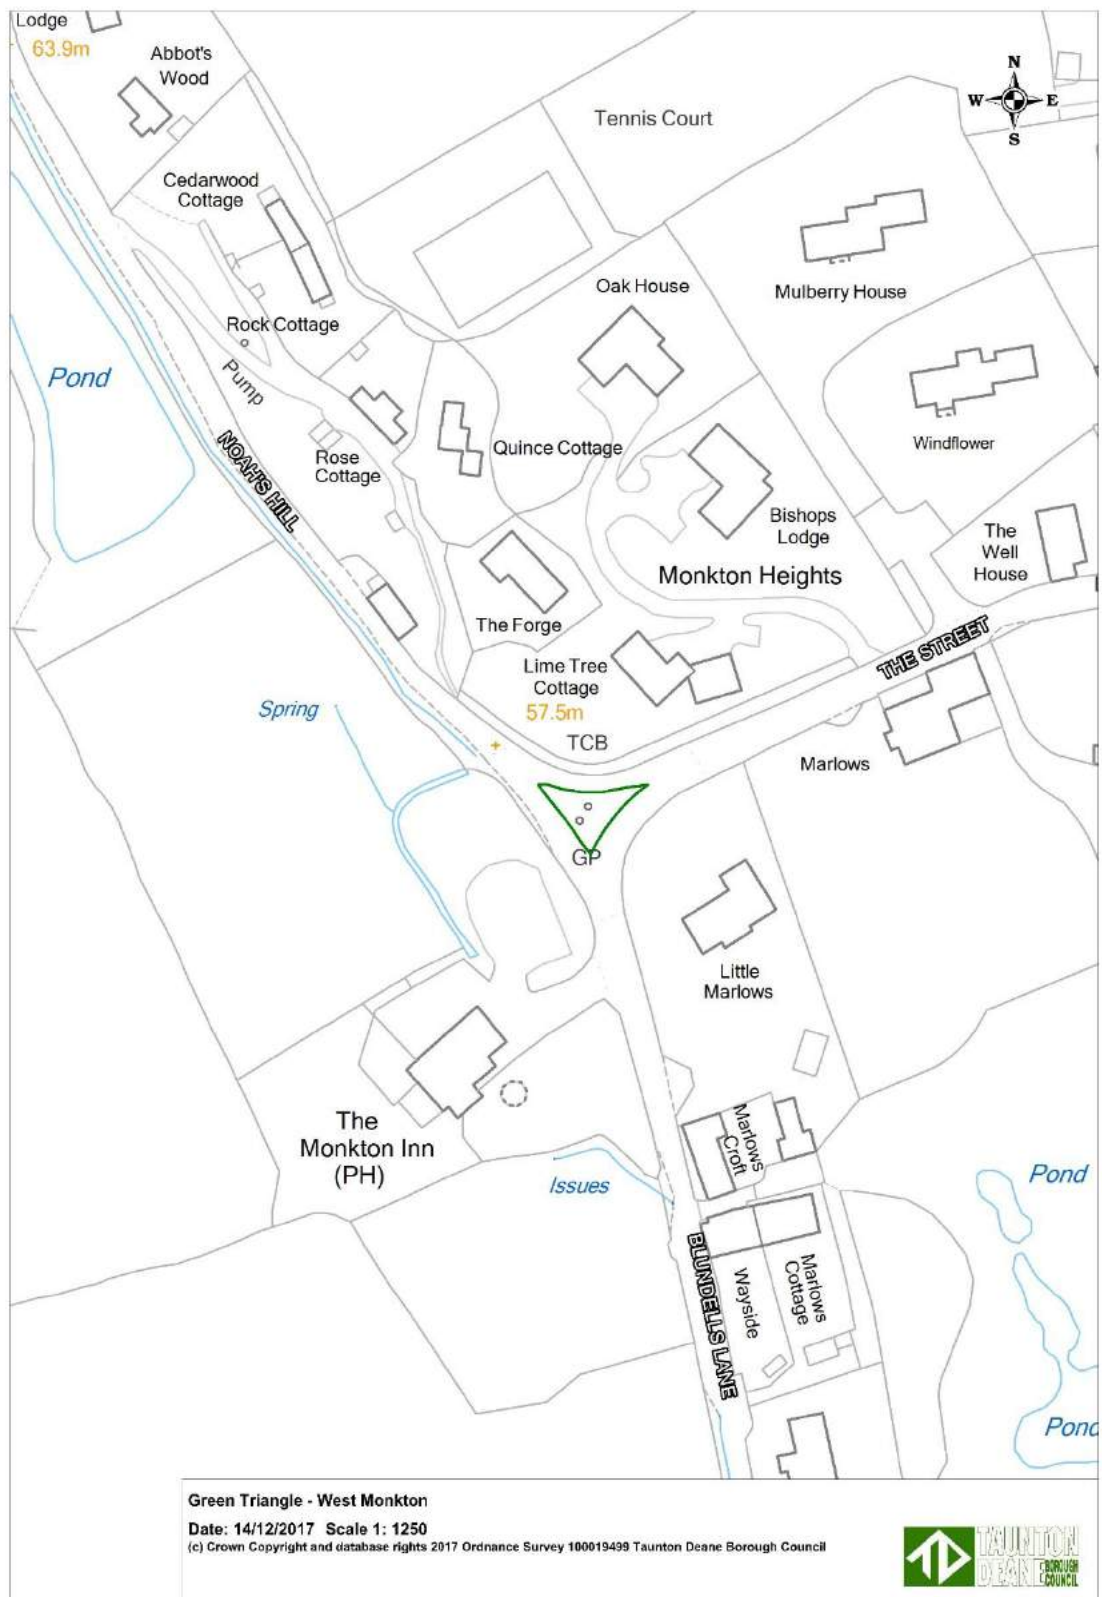 Lodge
63.9m
Abbot's
Wood
N
W
E
S
Tennis Court
Cedarwood
Cottage
Oak House
Mulberry House
Rock Cottage
Pond
Pump
NOAH'S HILL
Rose
Cottage
Quince Cottage
Windflower
Bishops
Lodge
The
Well
House
Monkton Heights
The Forge
THE STREET
Lime Tree
Cottage
57.5m
Spring
TCB
Marlows
GP
Little
Marlows
The
Monkton Inn
(PH)
Marlows
Croft
Issues
Pond
BLUNDELLS LANE
Wayside
Marlows
Cottage
Pond
Green Triangle - West Monkton
Date: 14/12/2017 Scale 1: 1250
(c) Crown Copyright and database rights 2017 Ordnance Survey 100019499 Taunton Deane Borough Council
TD
TAUNTON
DEANE BOROUGH
COUNCIL